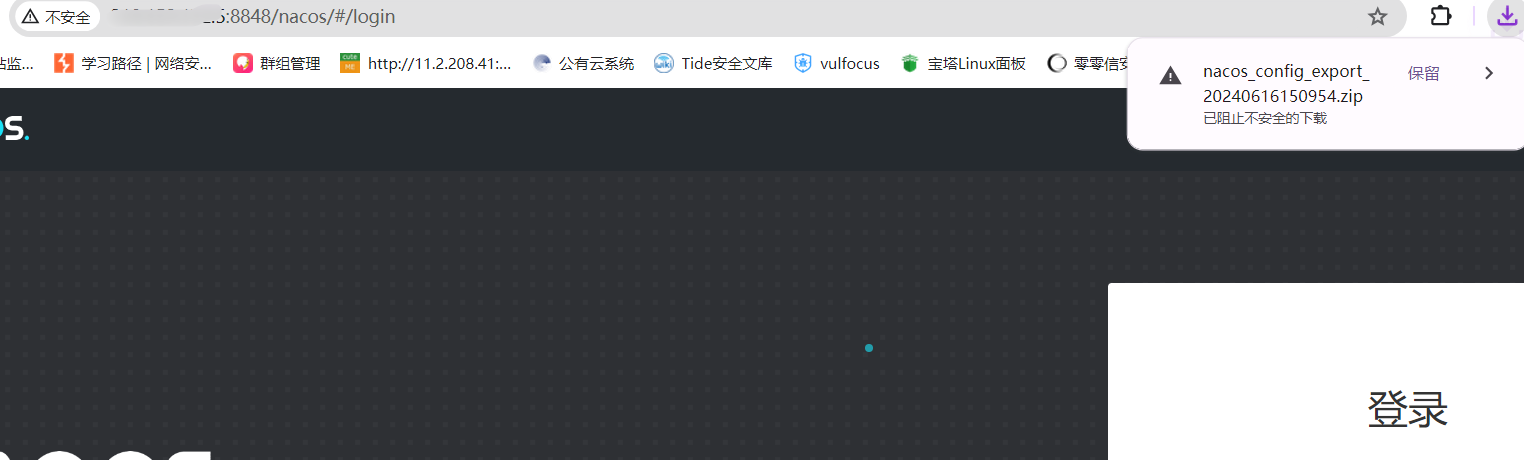 不安全 :8848/nacos/#/login
占监... 学习路径 | 网络安... 群组管理 http://11.2.208.41:... 公有云系统 Tide安全文库 vulfocus 宝塔Linux面板 零零信安
nacos_config_export_ 保留
20240616150954.zip
已阻止不安全的下载
os.
登录